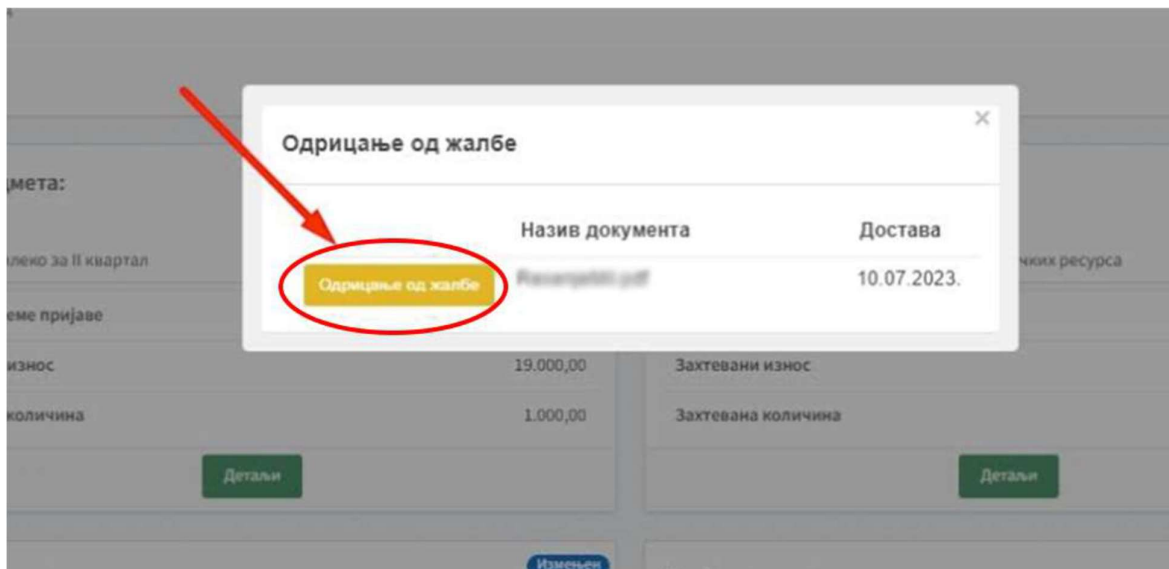 Одрицање од жалбе
×
Назив документа Достава
Одрицање од жалбе 10.07.2023.
мета:
млеко за II квартал
чких ресурса
еме пријаве
износ 19.000,00
количина 1.000,00
Детаљи
Захтевани износ
Захтевана количина
Детаљи
Измењен